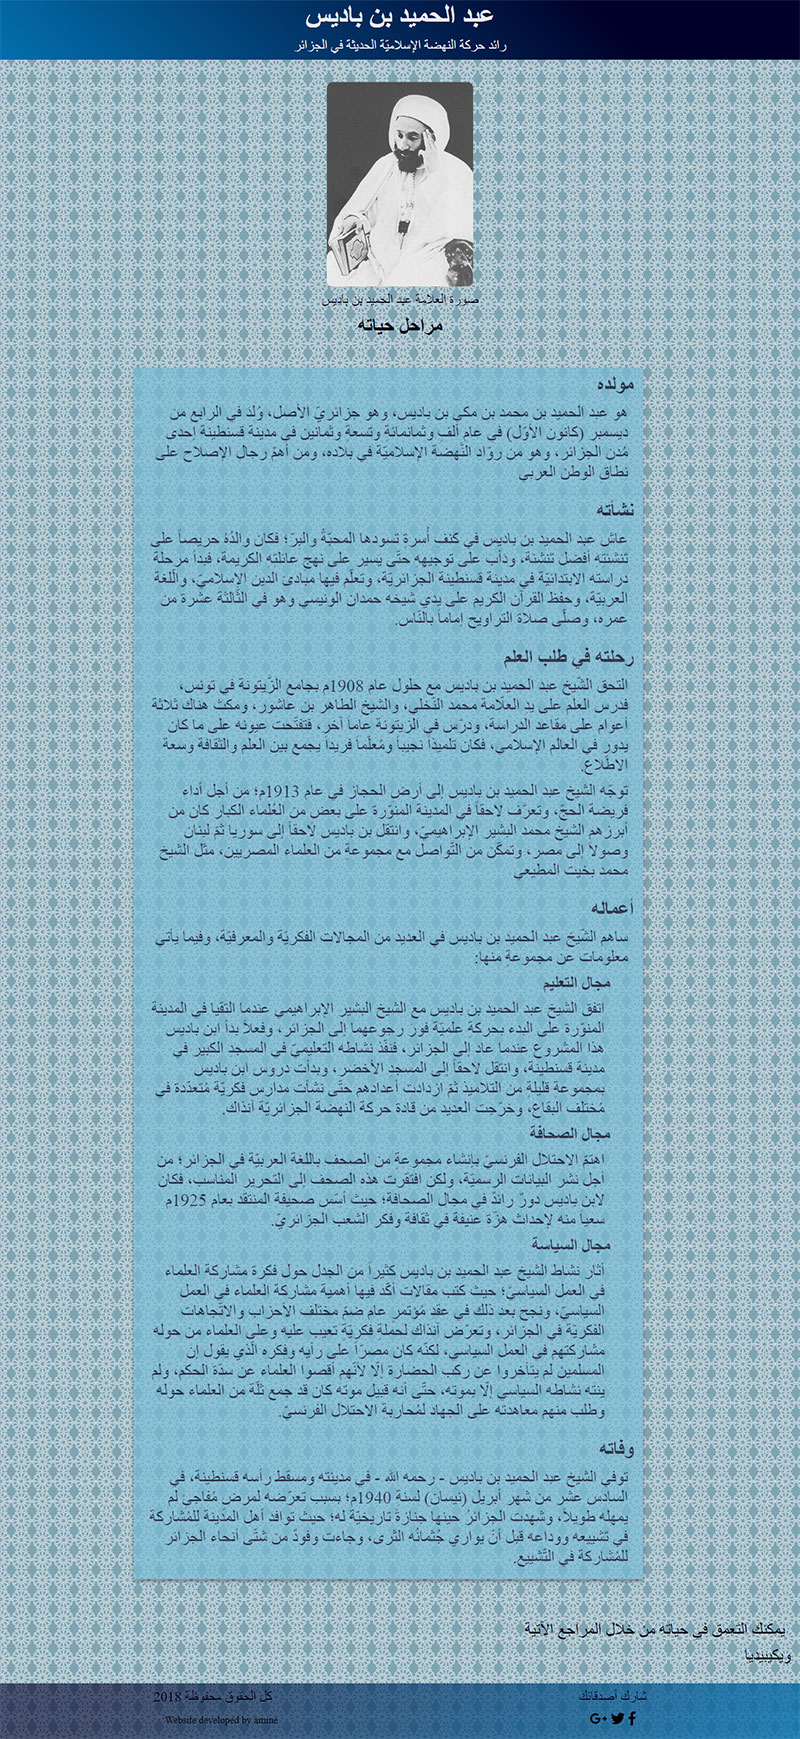 عبد الحميد بن باديس
رائد حركة النهضة الإسلاميّة الحديثة في الجزائر
صورة العلامة عبد الحميد بن باديس
مراحل حياته
مولده
هو عبد الحميد بن محمد بن مكي بن باديس، وهو جزائريّ الأصل، وُلد في الرابع من
ديسمبر (كانون الأوّل) في عام ألف وثمانمائة وتسعة وثمانين في مدينة قسنطينة إحدى
مُدن الجزائر، وهو من روّاد النّهضة الإسلاميّة في بلاده، ومن أهمّ رجال الإصلاح على
نطاق الوطن العربي
نشأته
عاش عبد الحميد بن باديس في كنف أُسرة تسودها المحبّةُ والبرّ؛ فكان والدُهُ حريصاً على
تنشئته أفضل تنشئة، ودأب على توجيهه حتّى يسير على نهج عائلته الكريمة، فبدأ مرحلة
دراسته الابتدائيّة في مدينة قسنطينة الجزائريّة، وتعلّم فيها مبادئ الدين الإسلاميّ، واللّغة
العربيّة، وحفظ القرآن الكريم على يدي شيخه حمدان الونيسي وهو في الثّالثة عشرة من
عمره، وصلّى صلاة التراويح إماماً بالنّاس.
رحلته في طلب العلم
التحق الشّيخ عبد الحميد بن باديس مع حلول عام 1908م بجامع الزّيتونة في تونس،
فدرس العلم على يد العلّامة محمد النّخلي، والشيخ الطاهر بن عاشور، ومكث هناك ثلاثة
أعوام على مقاعد الدراسة، ودرّس في الزيتونة عاماً آخر، فتفتّحت عيونه على ما كان
يدور في العالم الإسلامي، فكان تلميذاً نجيباً ومُعلّماً فريداً يجمع بين العلم والثّقافة وسعة
الاطّلاع.
توجّه الشيخ عبد الحميد بن باديس إلى أرض الحجاز في عام 1913م؛ من أجل أداء
فريضة الحجّ، وتعرّف لاحقاً في المدينة المنوّرة على بعض من العُلماء الكبار كان من
أبرزهم الشيخ محمد البشير الإبراهيميّ، وانتقل بن باديس لاحقاً إلى سوريا ثمّ لبنان
وصولاً إلى مصر، وتمكّن من التّواصل مع مجموعة من العلماء المصريين، مثل الشيخ
محمد بخيت المطيعي
أعماله
ساهم الشّيخ عبد الحميد بن باديس في العديد من المجالات الفكريّة والمعرفيّة، وفيما يأتي
معلومات عن مجموعة منها:
مجال التعليم
اتفق الشيخ عبد الحميد بن باديس مع الشيخ البشير الإبراهيمي عندما التقيا في المدينة
المنوّرة على البدء بحركة علميّة فور رجوعهما إلى الجزائر، وفعلاً بدأ ابن باديس
هذا المشروع عندما عاد إلى الجزائر، فنفّذ نشاطه التعليميّ في المسجد الكبير في
مدينة قسنطينة، وانتقل لاحقاً إلى المسجد الأخضر، وبدأت دروس ابن باديس
بمجموعة قليلة من التلاميذ ثمّ ازدادت أعدادهم حتّى نشأت مدارس فكريّة مُتعدّدة في
مُختلف البقاع، وخرّجت العديد من قادة حركة النهضة الجزائريّة آنذاك.
مجال الصحافة
اهتمّ الاحتلال الفرنسيّ بإنشاء مجموعة من الصحف باللغة العربيّة في الجزائر؛ من
أجل نشر البيانات الرسميّة، ولكن افتقرت هذه الصحف إلى التحرير المناسب، فكان
لابن باديس دورٌ رائدٌ في مجال الصحافة؛ حيث أسّس صحيفة المنتقد بعام 1925م
سعياً منه لإحداث هزّة عنيفة في ثقافة وفكر الشعب الجزائريّ.
مجال السياسة
أثار نشاط الشيخ عبد الحميد بن باديس كثيراً من الجدل حول فكرة مشاركة العلماء
في العمل السياسيّ؛ حيث كتب مقالات أكّد فيها أهمية مشاركة العلماء في العمل
السياسيّ، ونجح بعد ذلك في عقد مُؤتمر عام ضمّ مختلف الأحزاب والاتجاهات
الفكريّة في الجزائر، وتعرّض آنذاك لحملة فكريّة تعيب عليه وعلى العلماء من حوله
مشاركتهم في العمل السياسي، لكنّه كان مصرّاً على رأيه وفكره الّذي يقول إن
المسلمين لم يتأخروا عن ركب الحضارة إلّا لأنّهم أقصوا العلماء عن سدّة الحكم، ولم
ينته نشاطه السياسي إلّا بموته، حتّى أنه قبيل موته كان قد جمع ثلّة من العلماء حوله
وطلب منهم معاهدته على الجهاد لمُحاربة الاحتلال الفرنسيّ.
وفاته
توفي الشيخ عبد الحميد بن باديس - رحمه الله - في مدينته ومسقط رأسه قسنطينة، في
السادس عشر من شهر أبريل (نيسان) لسنة 1940م؛ بسبب تعرّضه لمرض مُفاجئ لم
يمهله طويلاً، وشهدت الجزائرُ حينها جنازةً تاريخيّة له؛ حيث توافد أهل المدينة للمُشاركة
في تشييعه ووداعه قبل أنّ يواري جُثمانُه الثّرى، وجاءت وفودٌ من شتّى أنحاء الجزائر
للمُشاركة في التّشييع.
يمكنك التعمق في حياته من خلال المراجع الآتية
ويكيبيديا
شارك أصدقائك
كل الحقوق محفوظة 2018
Website developed by amine